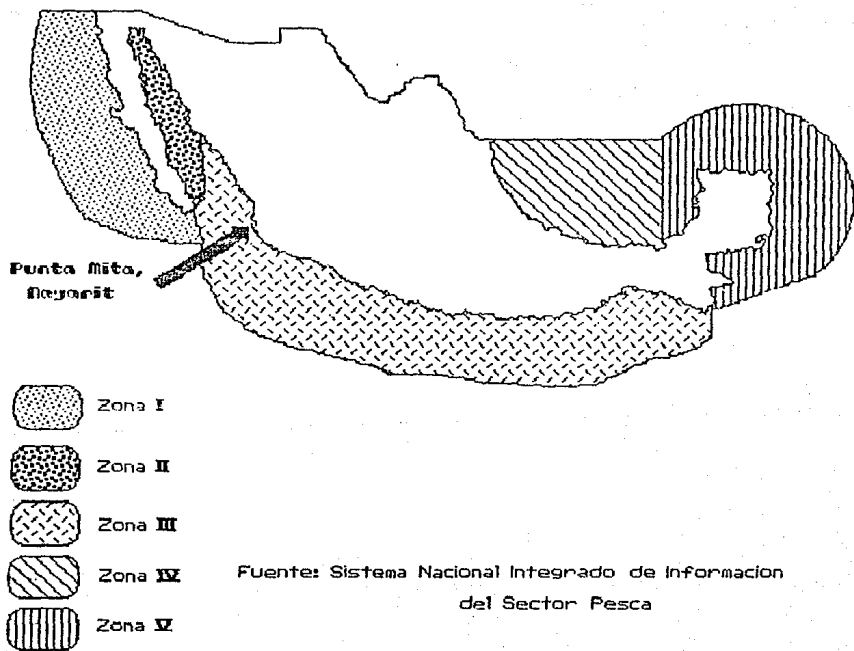 Punta Mita,
Nayarit
Zona I
Zona II
Zona III
Zona IV
Zona V
Fuente: Sistema Nacional Integrado de Informacion
del Sector Pesca